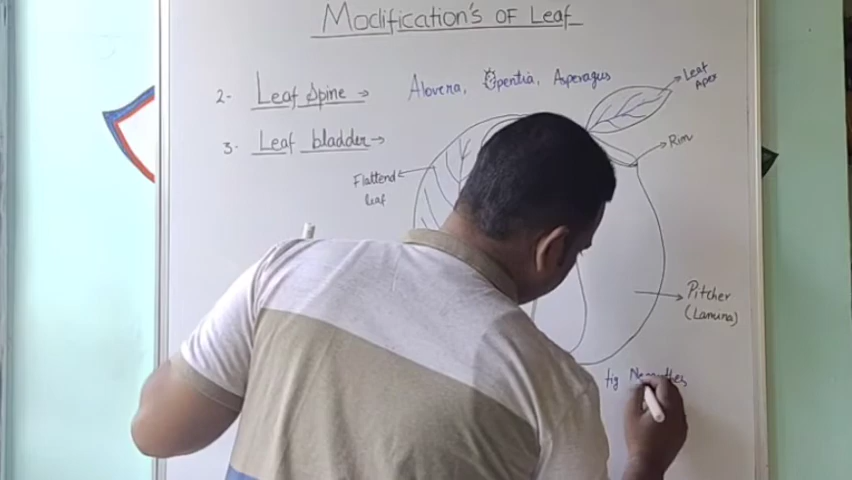 Modification's OF Leaf
2- Leaf Spine → Alovera, Opentia, Asperagus
3- Leaf bladder →
Leaf
Apex
Rim
Flattend
leaf
Pitcher
(Lamina)
fig